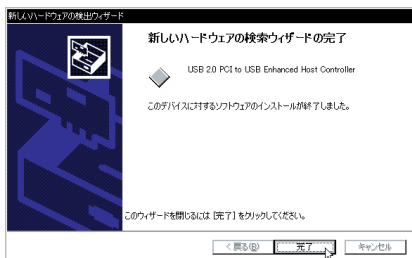 新しいハードウェアの検出ウィザード
新しいハードウェアの検索ウィザードの完了
USB 2.0 PCI to USB Enhanced Host Controller
このデバイスに対するソフトウェアのインストールが終了しました。
このウィザードを閉じるには [完了] をクリックしてください。
< 戻る(B)
完了
キャンセル